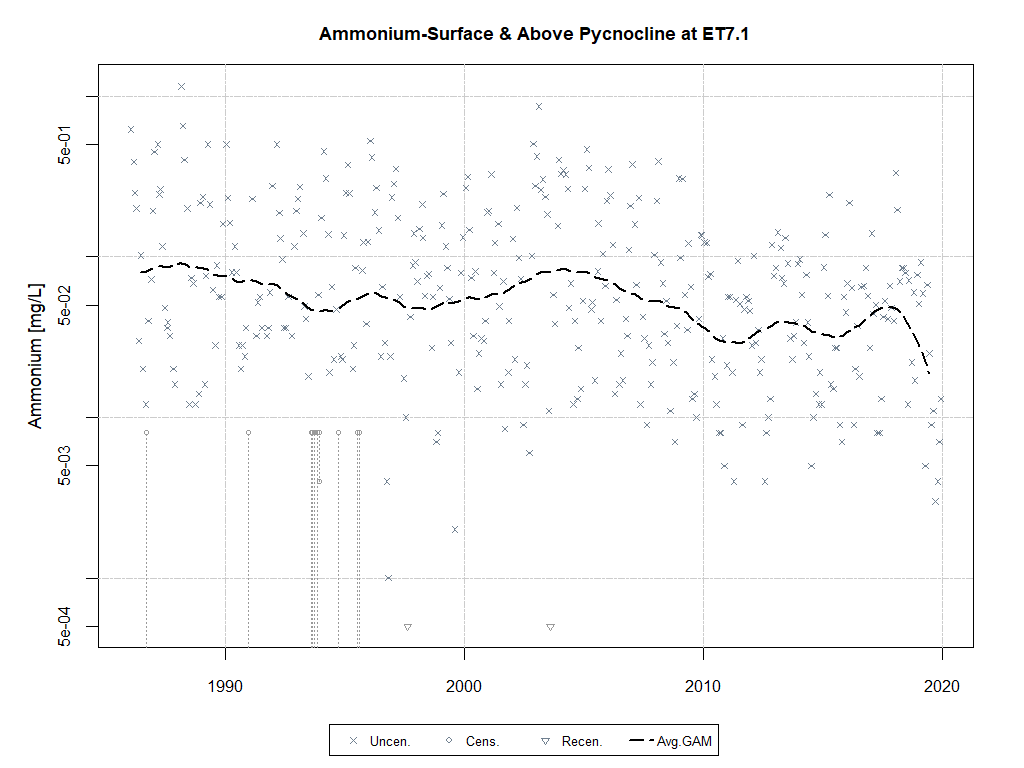 Ammonium-Surface & Above Pycnocline at ET7.1
Ammonium [mg/L]
5e-01
5e-02
5e-03
5e-04
1990 2000 2010 2020
Uncen. Cens. Recen. Avg.GAM